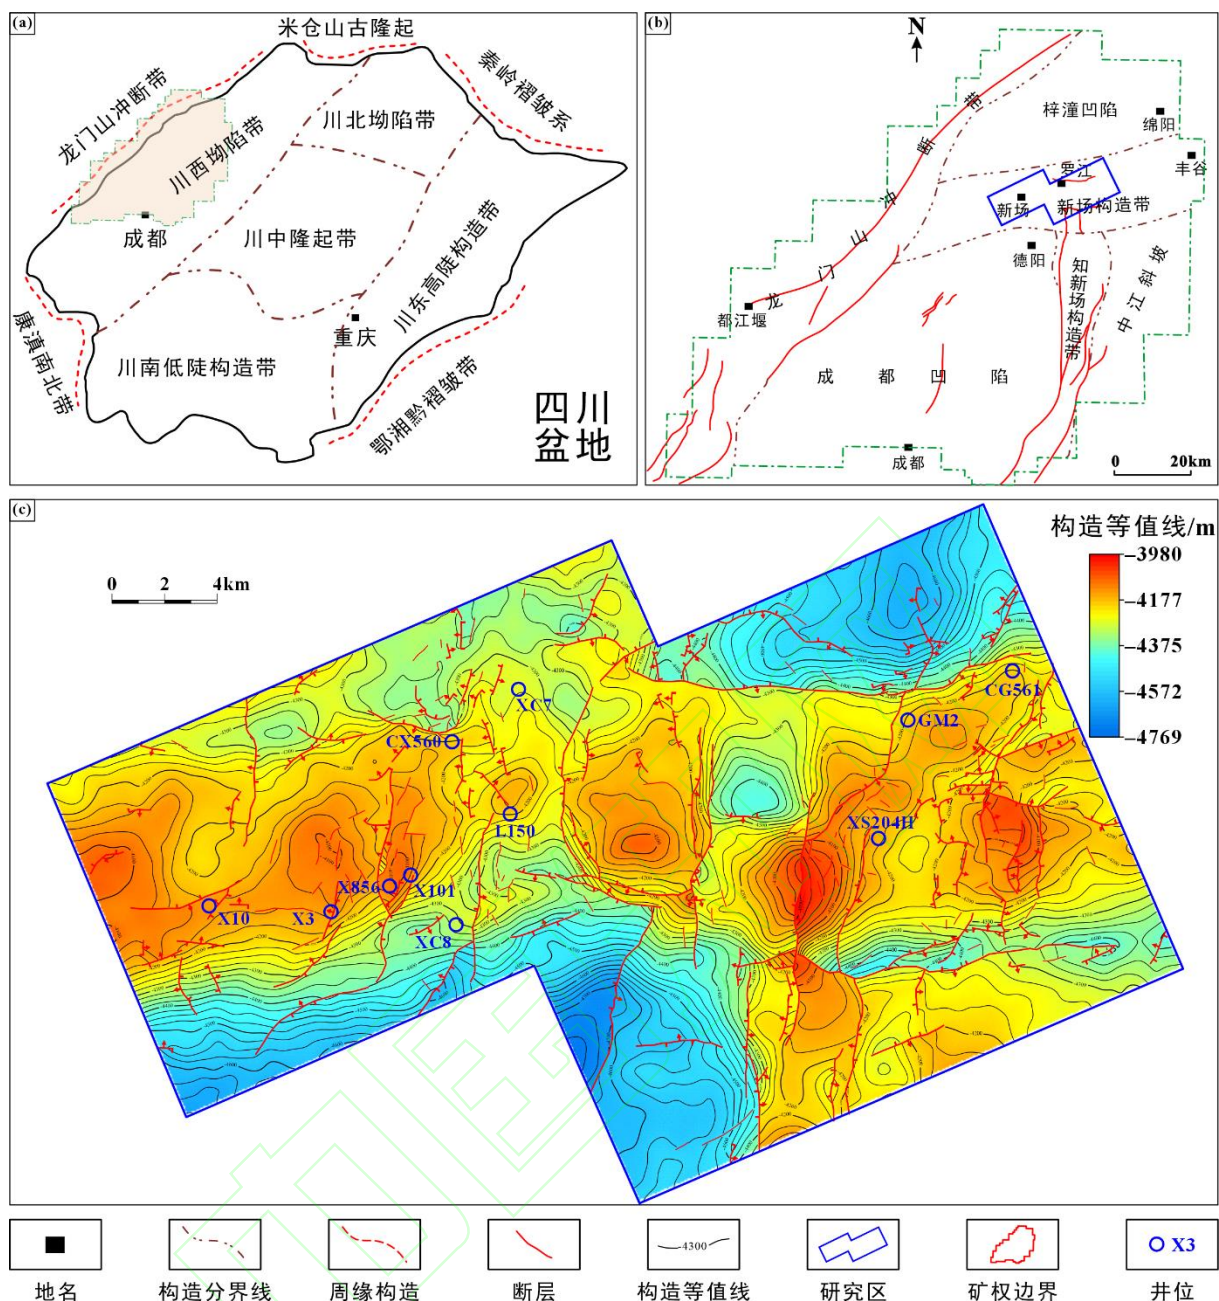 (a)
米仓山古隆起
秦岭褶皱系
龙门山冲断带
川北坳陷带
川西坳陷带
成都
川中隆起带
川东高陡构造带
重庆
康滇南北带
川南低陡构造带
鄂湘黔褶皱带
四川
盆地
(b)
N
龙门山冲断带
梓潼凹陷
绵阳
丰谷
罗江
新场
新场构造带
德阳
知新场构造带
中江斜坡
都江堰
成都凹陷
成都
0 20km
(c)
0 2 4km
构造等值线/m
−3980
−4177
−4375
−4572
−4769
CG561
XC7
GM2
CX560
L150
XS204H
X856
X101
X10
X3
XC8
4300
X3
地名
构造分界线
周缘构造
断层
构造等值线
研究区
矿权边界
井位